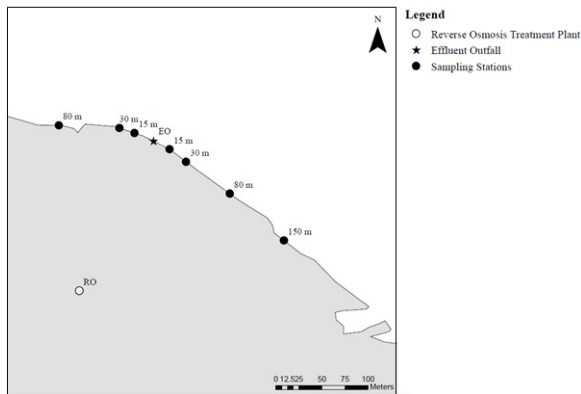 Legend
Reverse Osmosis Treatment Plant
Effluent Outfall
Sampling Stations
N
80 m
30 m
15 m
EO
15 m
30 m
80 m
150 m
RO
0 12.525 50 75 100
Meters